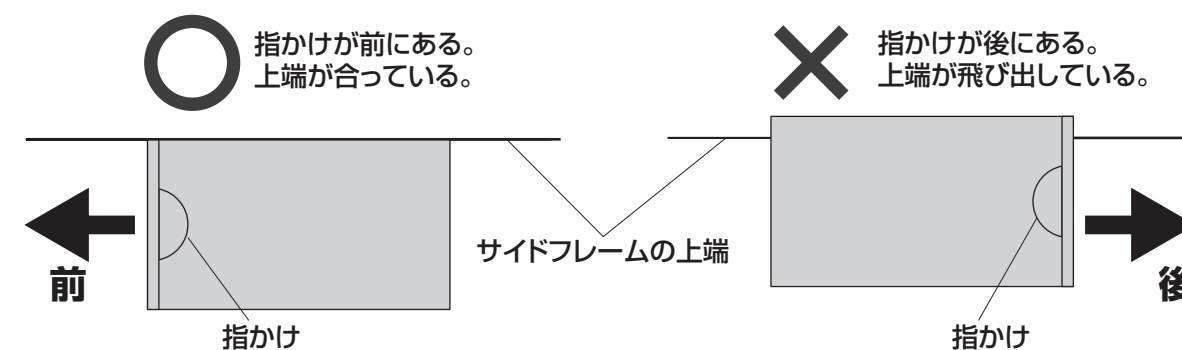 指かけが前にある。
上端が合っている。
指かけが後にある。
上端が飛び出している。
サイドフレームの上端
前
後
指かけ
指かけ